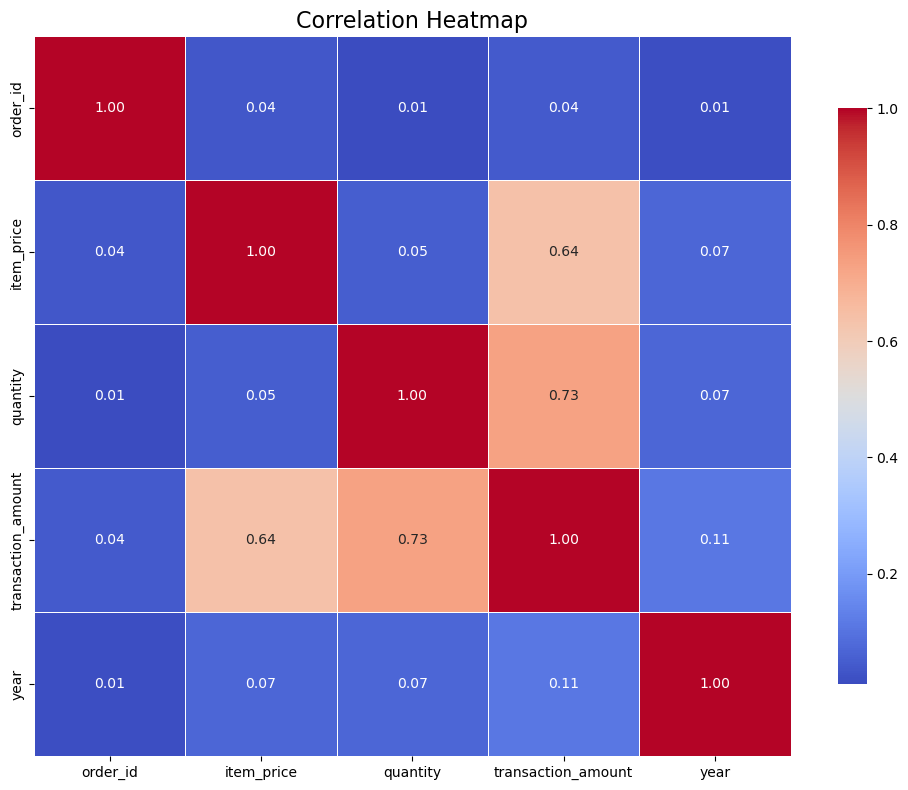 Correlation Heatmap
order_id 1.00 0.04 0.01 0.04 0.01
item_price 0.04 1.00 0.05 0.64 0.07
quantity 0.01 0.05 1.00 0.73 0.07
transaction_amount 0.04 0.64 0.73 1.00 0.11
year 0.01 0.07 0.07 0.11 1.00
order_id item_price quantity transaction_amount year
1.0
0.8
0.6
0.4
0.2